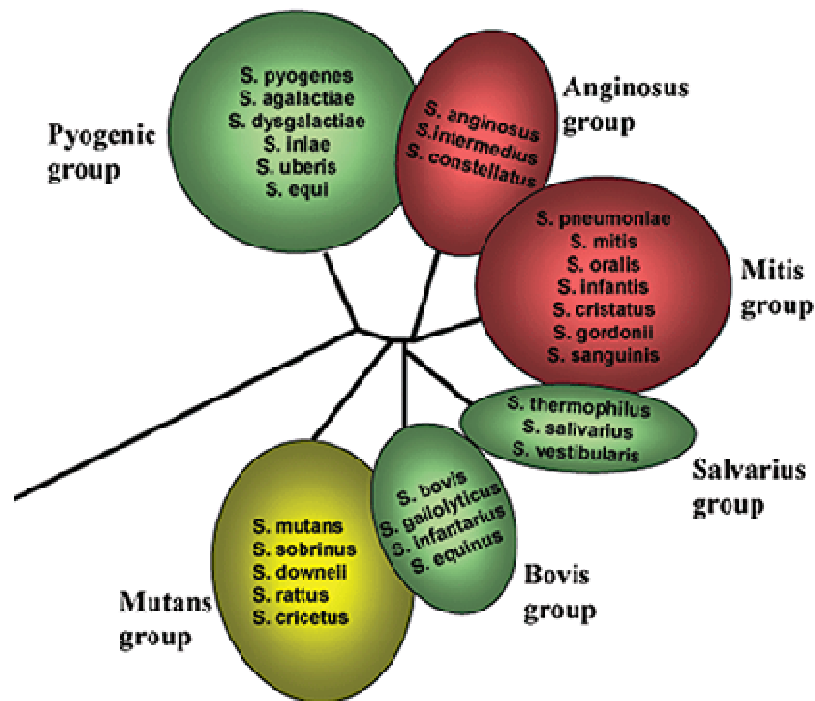 Pyogenic
group
S. pyogenes
S. agalactiae
S. dysgalactiae
S. iniae
S. uberis
S. equi
Anginosus
group
S. anginosus
S.intermedius
S. constellatus
Mitis
group
S. pneumoniae
S. mitis
S. oralis
S. infantis
S. cristatus
S. gordonii
S. sanguinis
Salvarius
group
S. thermophilus
S. salivarius
S. vestibularis
Bovis
group
S. bovis
S. gallolyticus
S. infantarius
S. equinus
Mutans
group
S. mutans
S. sobrinus
S. downeii
S. rattus
S. cricetus